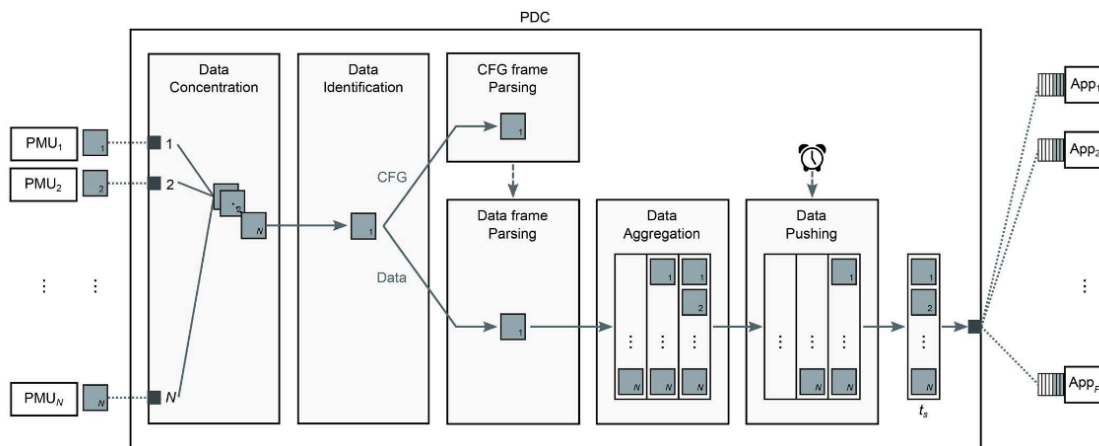 PDC
Data
Concentration
Data
Identification
CFG frame
Parsing
PMU1
1
1
PMU2
2
2
⋮
⋮
PMUN
N
N
N
1
CFG
Data
1
Data frame
Parsing
1
Data
Aggregation
1
1
2
⋮
⋮
⋮
N
N
N
Data
Pushing
1
⋮
⋮
⋮
N
N
1
2
⋮
N
ts
App1
App2
⋮